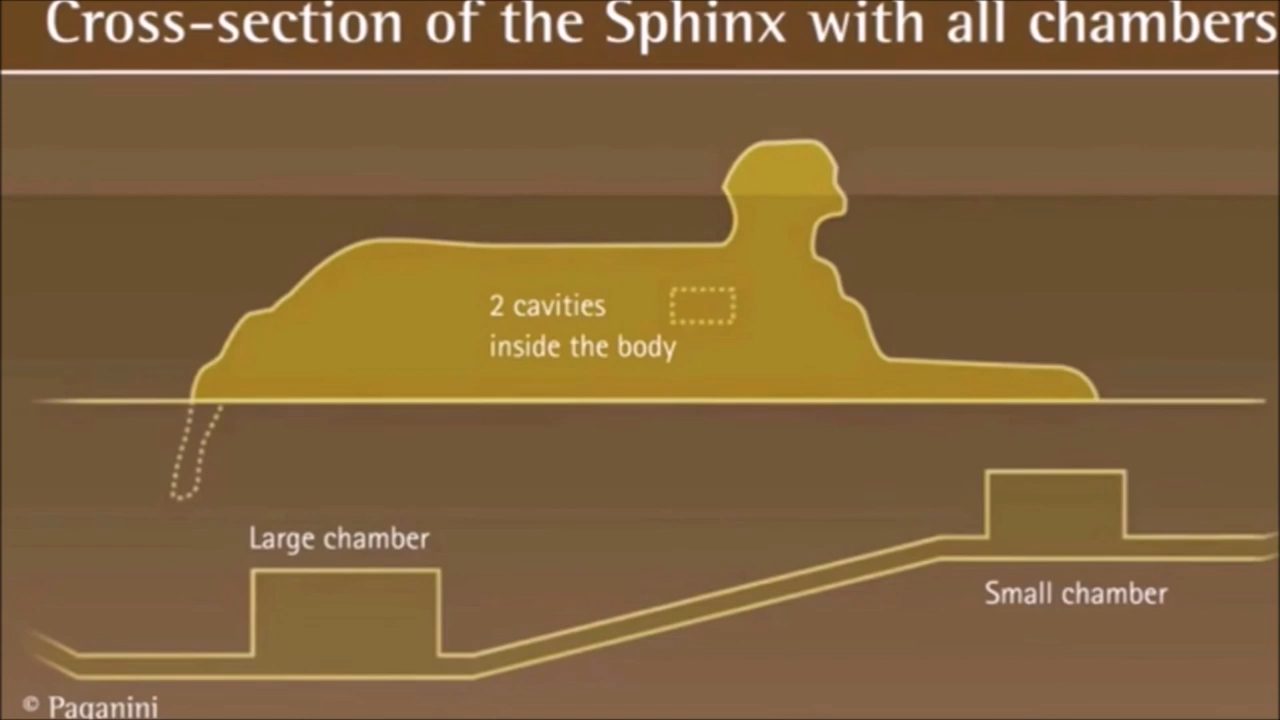 Cross-section of the Sphinx with all chambers
2 cavities
inside the body
Large chamber
Small chamber
© Paganini